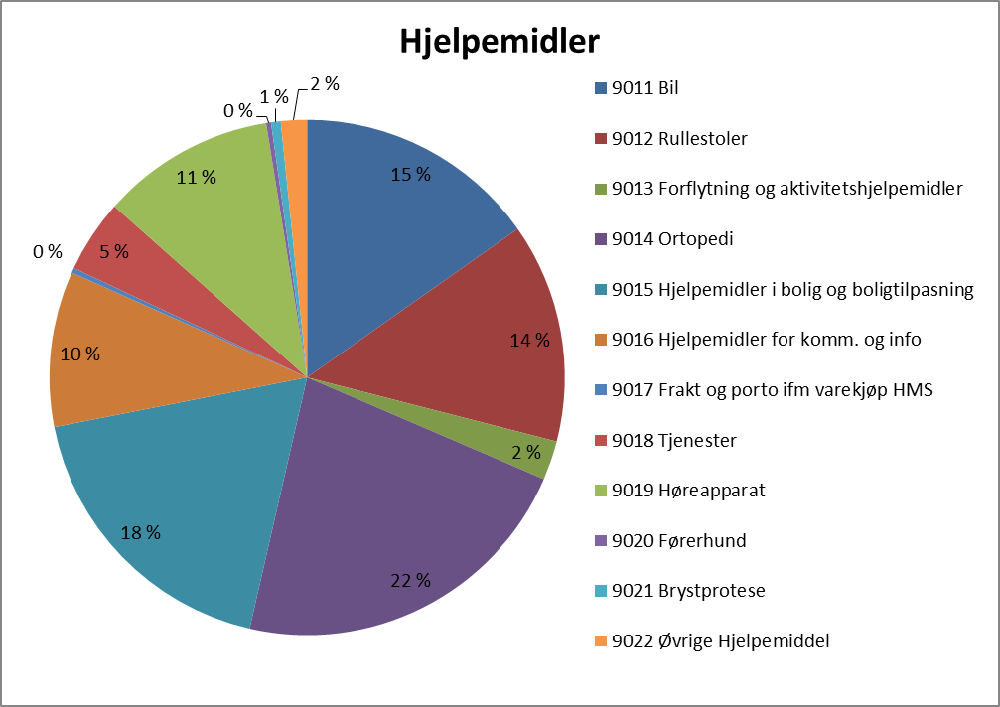 Hjelpemidler
15 %
14 %
2 %
22 %
18 %
10 %
0 %
5 %
11 %
0 %
1 %
2 %
9011 Bil
9012 Rullestoler
9013 Forflytning og aktivitetshjelpemidler
9014 Ortopedi
9015 Hjelpemidler i bolig og boligtilpasning
9016 Hjelpemidler for komm. og info
9017 Frakt og porto ifm varekjøp HMS
9018 Tjenester
9019 Høreapparat
9020 Førerhund
9021 Brystprotese
9022 Øvrige Hjelpemiddel